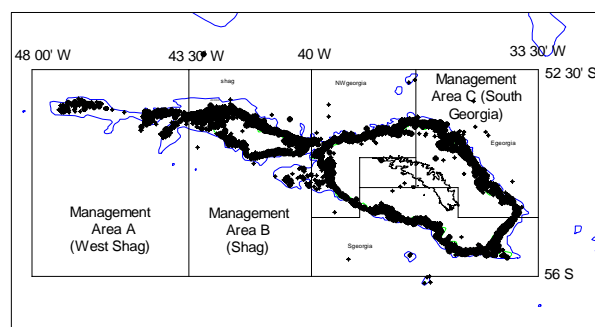 48 00' W
43 30' W
40 W
33 30' W
52 30' S
shag
NWgeorgia
Management
Area C (South
Georgia)
Egeorgia
Management
Area A
(West Shag)
Management
Area B
(Shag)
Sgeorgia
56 S